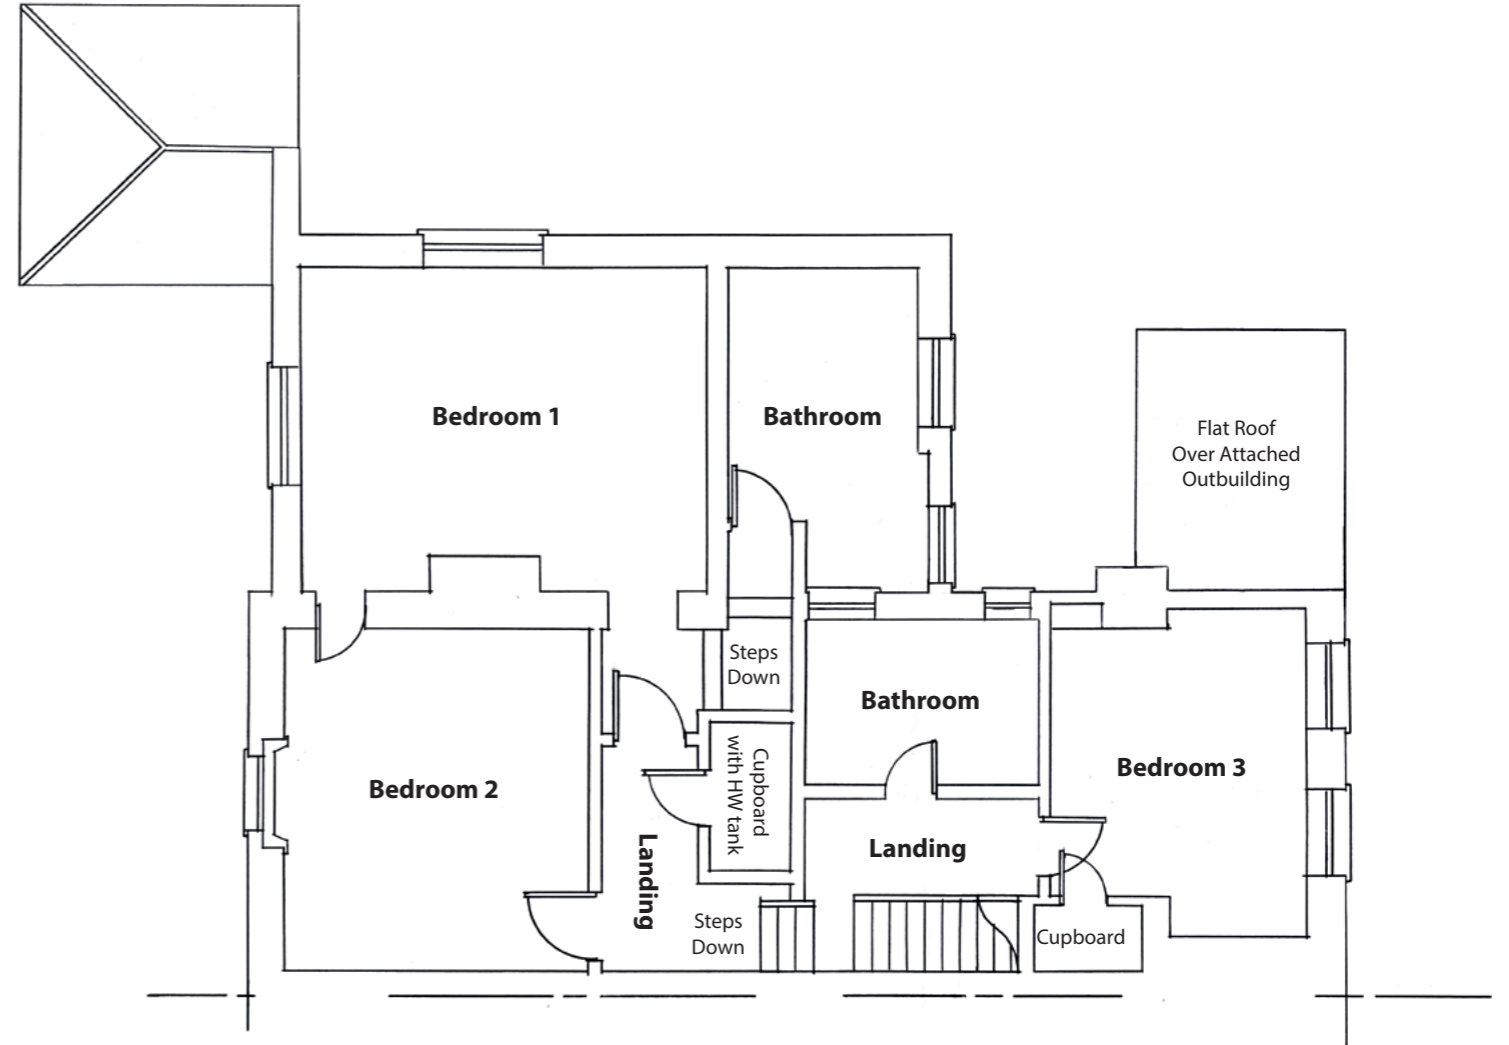 Bedroom 1
Bathroom
Flat Roof
Over Attached
Outbuilding
Steps
Down
Bathroom
Bedroom 2
Cupboard
with HW tank
Bedroom 3
Landing
Landing
Steps
Down
Cupboard